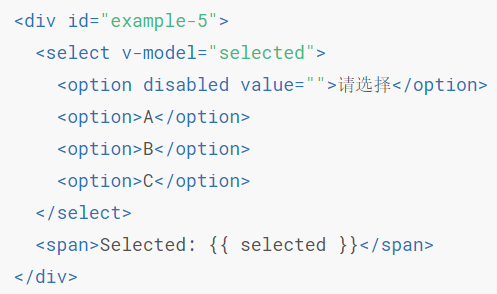 <div id="example-5">
  <select v-model="selected">
    <option disabled value="">请选择</option>
    <option>A</option>
    <option>B</option>
    <option>C</option>
  </select>
  <span>Selected: {{ selected }}</span>
</div>